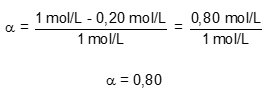 α = (1 mol/L - 0,20 mol/L) / (1 mol/L) = (0,80 mol/L) / (1 mol/L)
α = 0,80